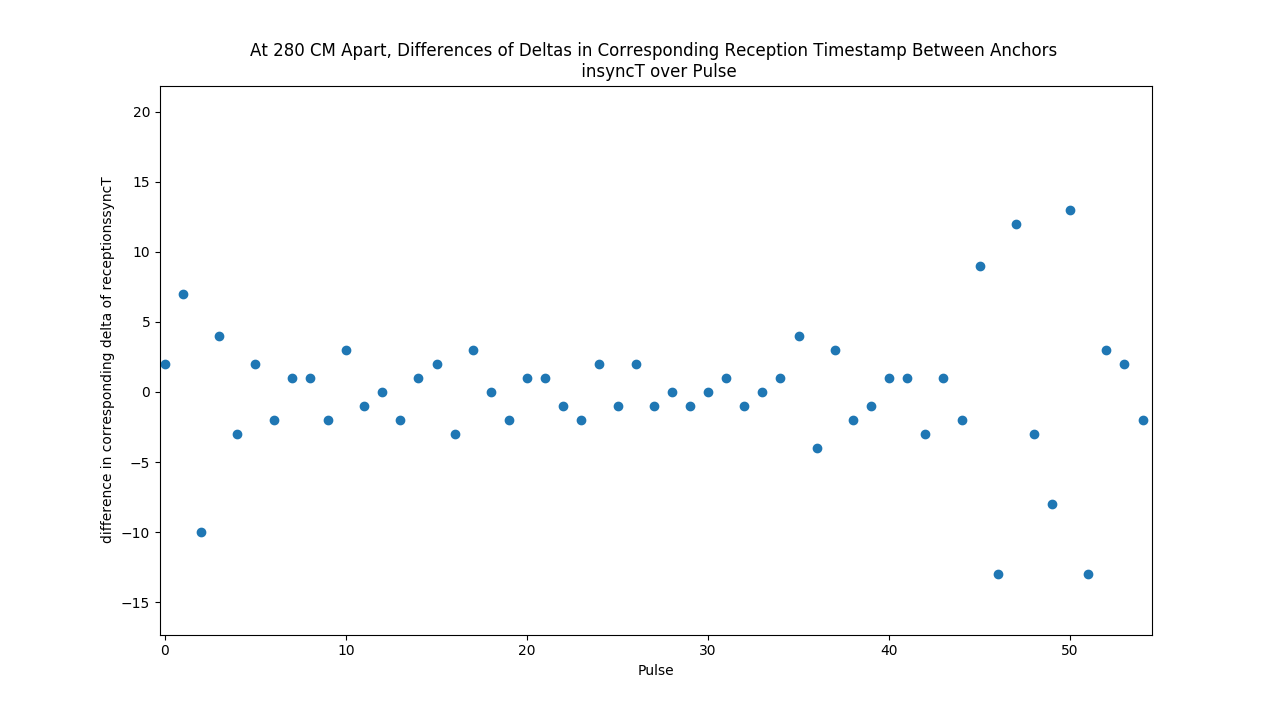 At 280 CM Apart, Differences of Deltas in Corresponding Reception Timestamp Between Anchors
insyncT over Pulse
difference in corresponding delta of receptionssyncT
20
15
10
5
0
−5
−10
−15
0 10 20 30 40 50
Pulse